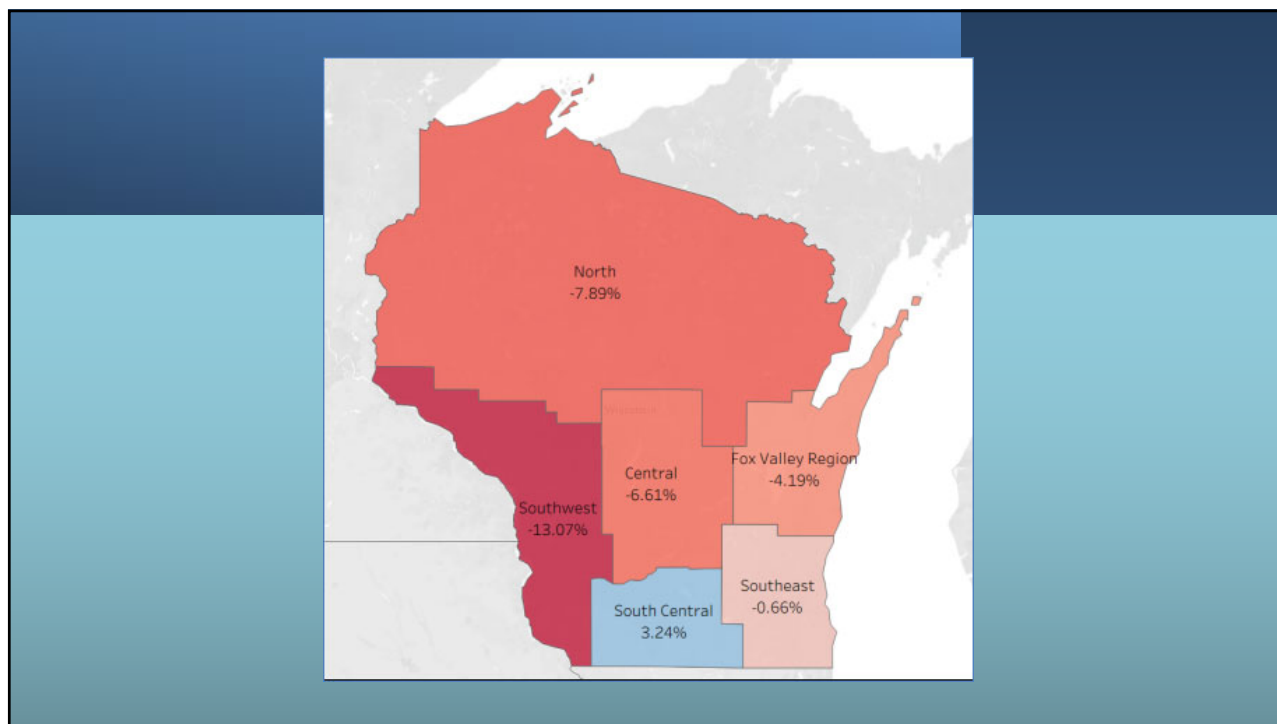 North
-7.89%
Fox Valley Region
-4.19%
Central
-6.61%
Southwest
-13.07%
Southeast
-0.66%
South Central
3.24%